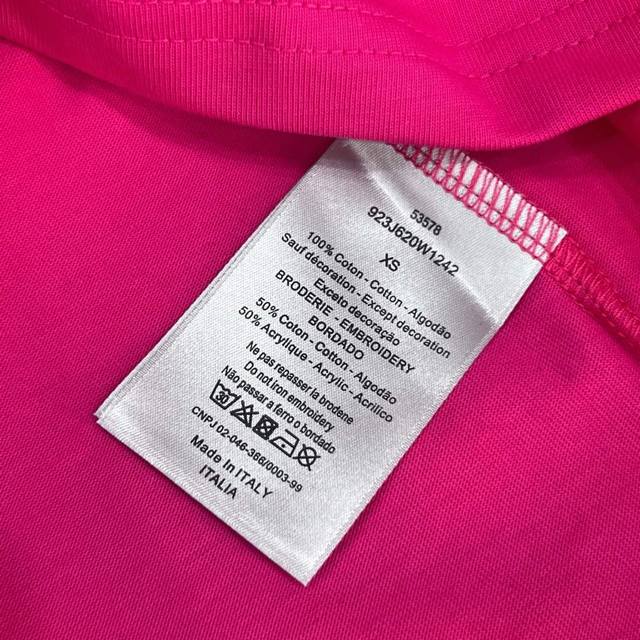 53578
923J620W1242
XS
100% Coton - Cotton - Algodão
Sauf décoration - Except decoration
Exceto decoração
BRODERIE - EMBROIDERY
BORDADO
50% Coton - Cotton - Algodão
50% Acrylique - Acrylic - Acrílico
Ne pas repasser la broderie
Do not iron embroidery
Não passar a ferro o bordado
30
CNPJ 02-046-366/0003-99
Made in ITALY
ITALIA